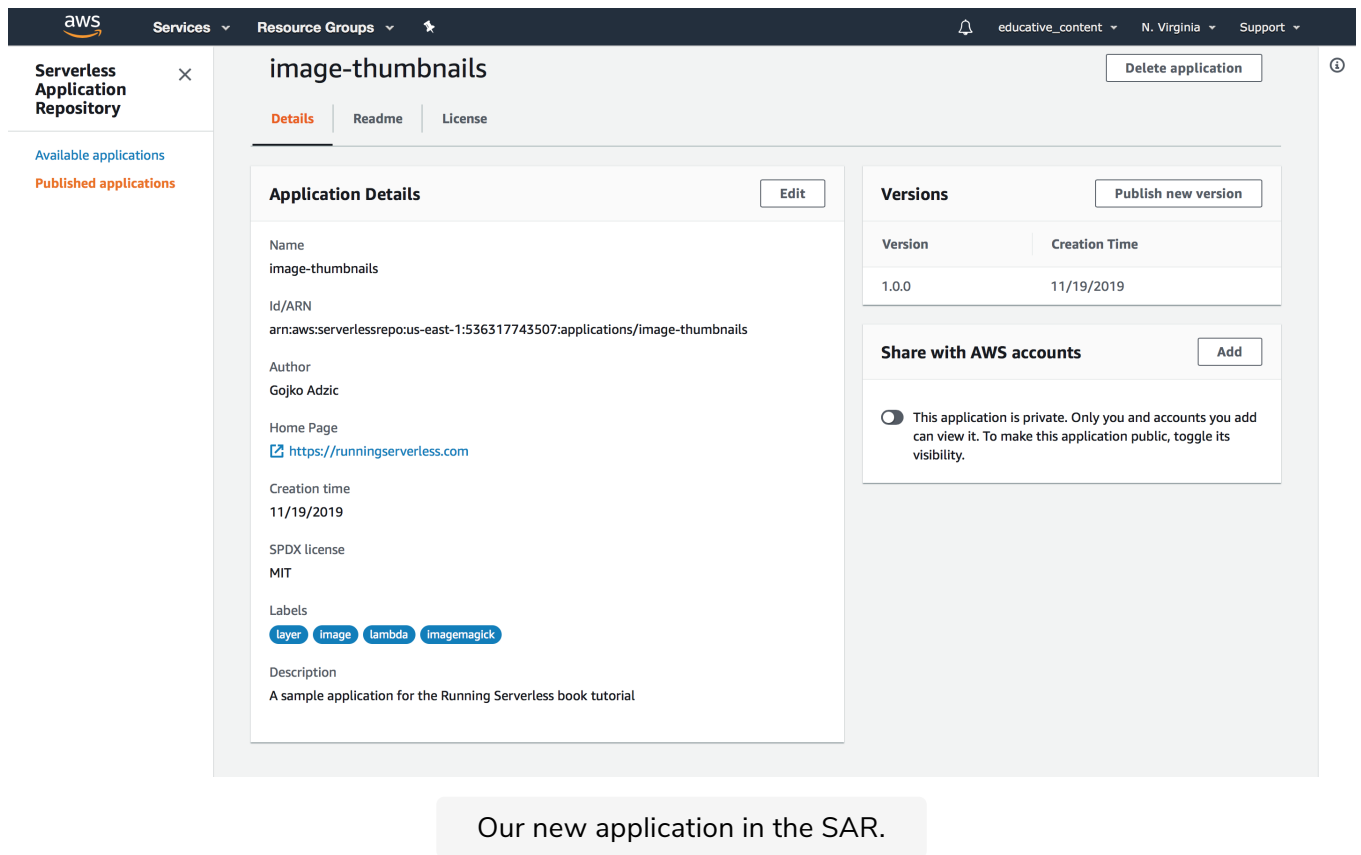 aws Services Resource Groups educative_content N. Virginia Support
Serverless
Application
Repository
Available applications
Published applications
image-thumbnails
Delete application
Details Readme License
Application Details
Edit
Name
image-thumbnails
Id/ARN
arn:aws:serverlessrepo:us-east-1:536317743507:applications/image-thumbnails
Author
Gojko Adzic
Home Page
https://runningserverless.com
Creation time
11/19/2019
SPDX license
MIT
Labels
layer image lambda imagemagick
Description
A sample application for the Running Serverless book tutorial
Versions
Publish new version
Version Creation Time
1.0.0 11/19/2019
Share with AWS accounts
Add
This application is private. Only you and accounts you add
can view it. To make this application public, toggle its
visibility.
Our new application in the SAR.